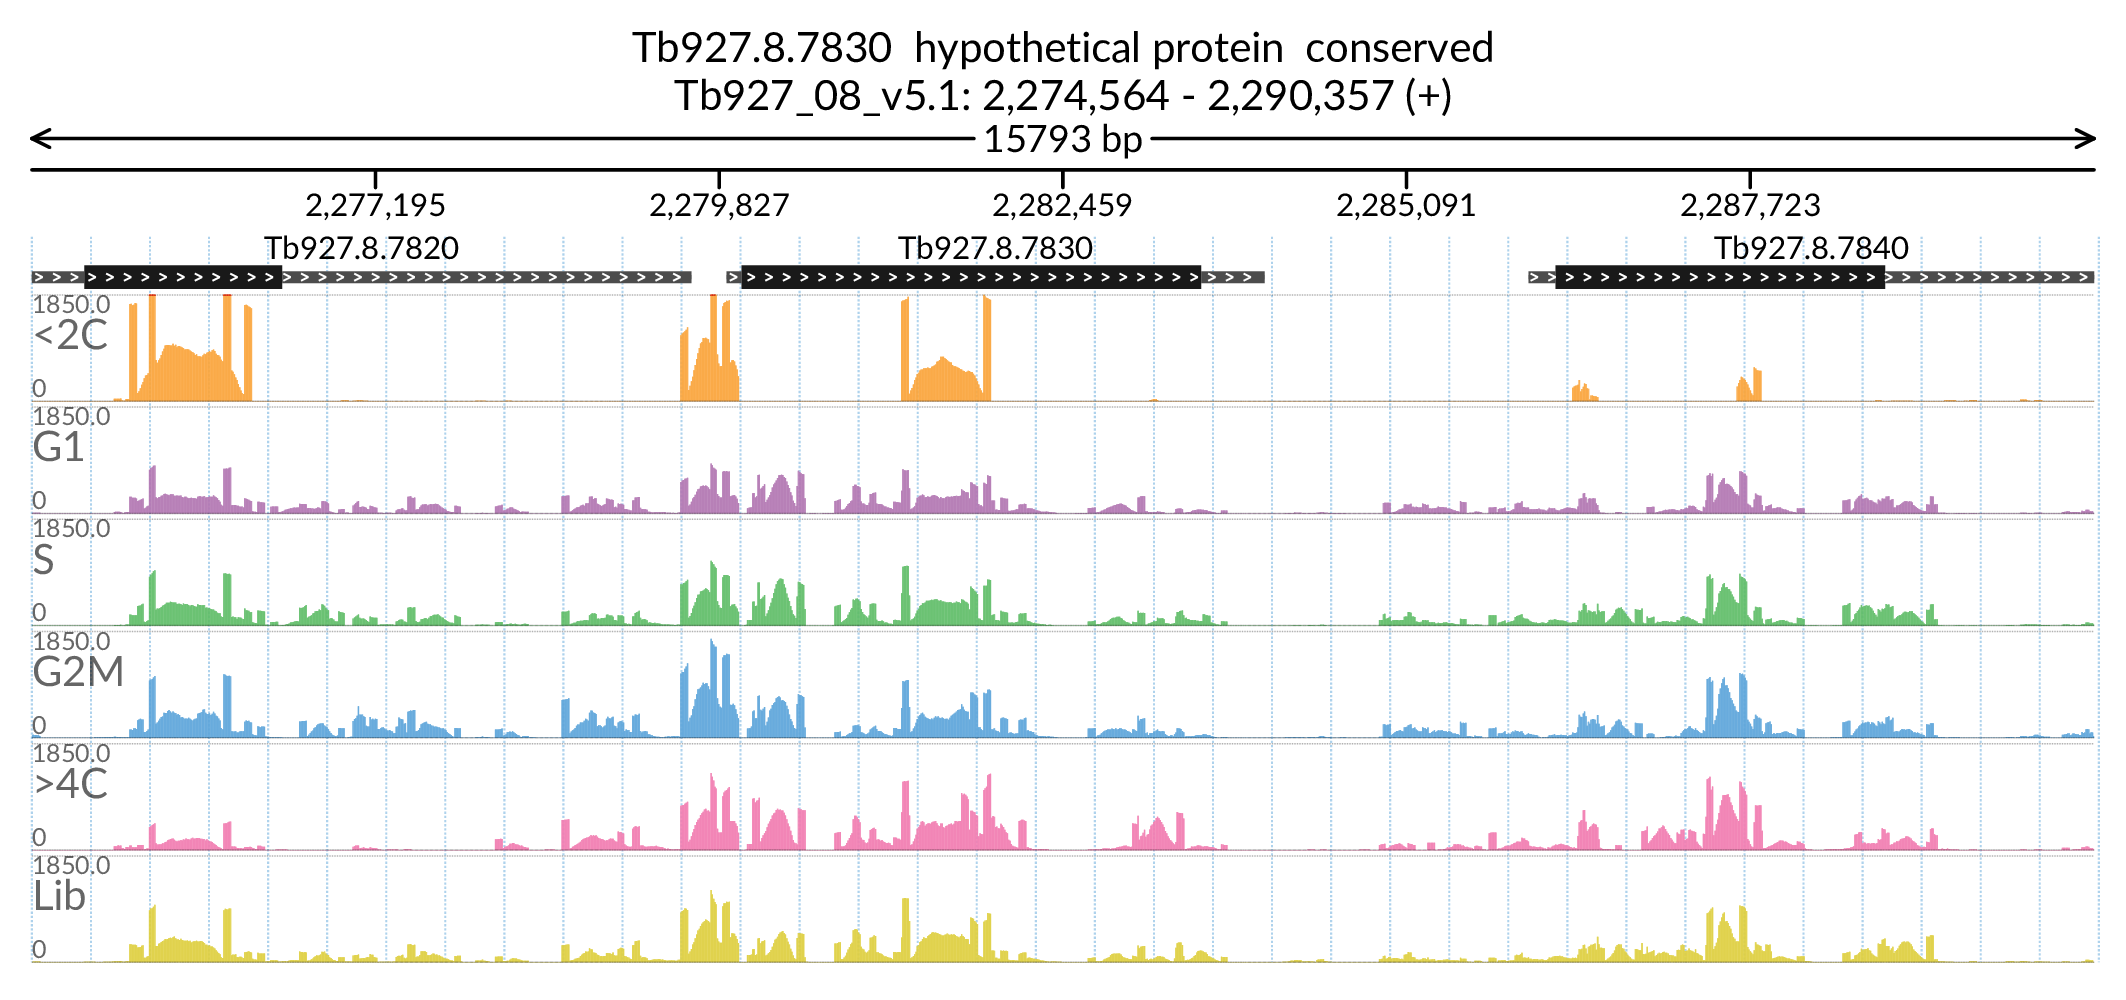 Tb927.8.7830  hypothetical protein  conserved
Tb927_08_v5.1: 2,274,564 - 2,290,357 (+)
15793 bp
2,277,195 2,279,827 2,282,459 2,285,091 2,287,723
Tb927.8.7820 Tb927.8.7830 Tb927.8.7840
1850.0
<2C
0
1850.0
G1
0
1850.0
S
0
1850.0
G2M
0
1850.0
>4C
0
1850.0
Lib
0